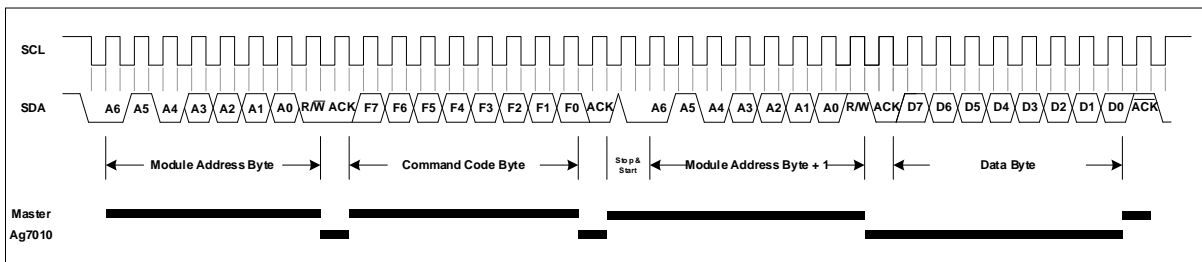 SCL
SDA A6 A5 A4 A3 A2 A1 A0 R/W̅ ACK F7 F6 F5 F4 F3 F2 F1 F0 ACK A6 A5 A4 A3 A2 A1 A0 R/W ACK D7 D6 D5 D4 D3 D2 D1 D0 A̅C̅K̅
Module Address Byte Command Code Byte Stop & Start Module Address Byte + 1 Data Byte
Master
Ag7010